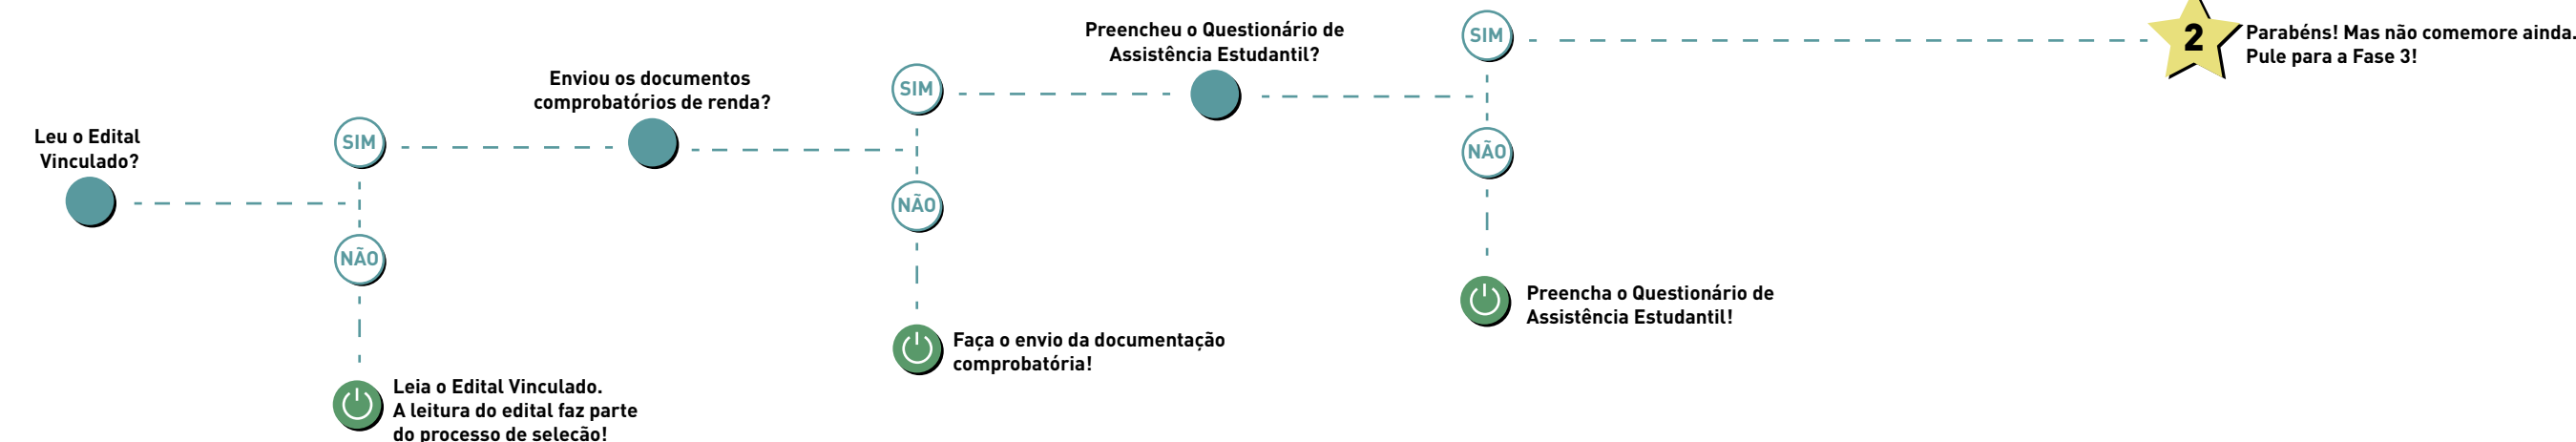 Leu o Edital
Vinculado?
SIM
NÃO
Leia o Edital Vinculado.
A leitura do edital faz parte
do processo de seleção!
Enviou os documentos
comprobatórios de renda?
SIM
NÃO
Faça o envio da documentação
comprobatória!
Preencheu o Questionário de
Assistência Estudantil?
SIM
NÃO
Preencha o Questionário de
Assistência Estudantil!
2
Parabéns! Mas não comemore ainda.
Pule para a Fase 3!